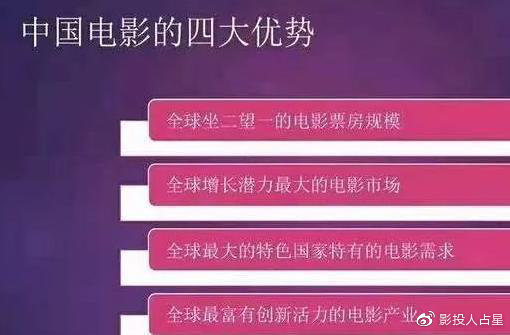 中国电影的四大优势
全球坐二望一的电影票房规模
全球增长潜力最大的电影市场
全球最大的特色国家特有的电影需求
全球最富有创新活力的电影产业
影投人占星